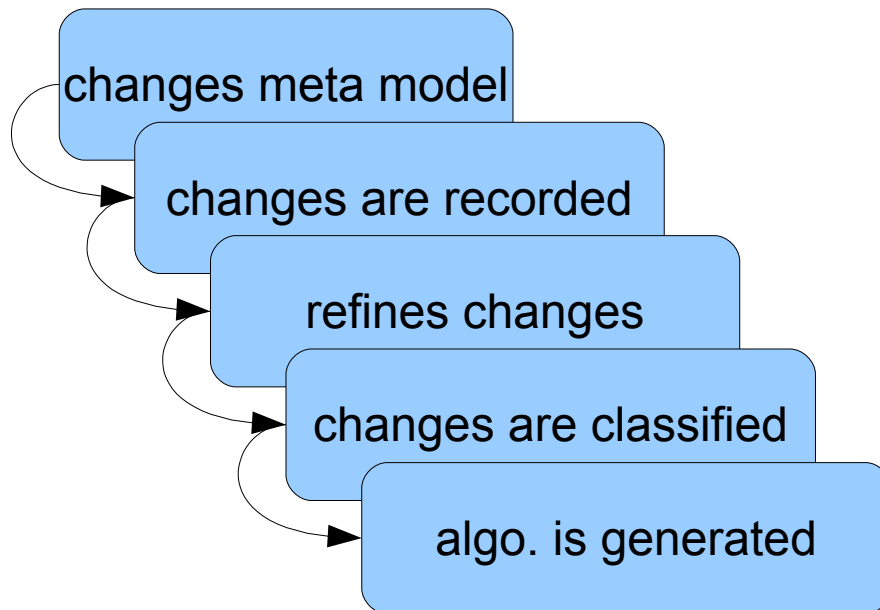 changes meta model
changes are recorded
refines changes
changes are classified
algo. is generated